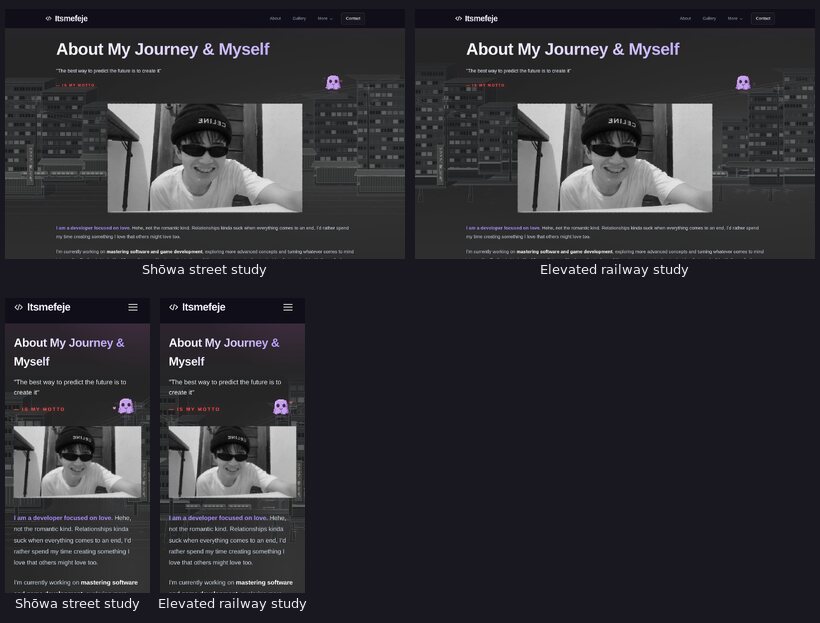 Itsmefeje
About
Gallery
More
Contact
About My Journey & Myself
"The best way to predict the future is to create it"
— IS MY MOTTO
CELINE
I am a developer focused on love. Hehe, not the romantic kind. Relationships kinda suck when everything comes to an end, I'd rather spend
my time creating something I love that others might love too.
I'm currently working on mastering software and game development, exploring more advanced concepts and turning whatever comes to mind
Shōwa street study
Itsmefeje
About
Gallery
More
Contact
About My Journey & Myself
"The best way to predict the future is to create it"
— IS MY MOTTO
CELINE
I am a developer focused on love. Hehe, not the romantic kind. Relationships kinda suck when everything comes to an end, I'd rather spend
my time creating something I love that others might love too.
I'm currently working on mastering software and game development, exploring more advanced concepts and turning whatever comes to mind
Elevated railway study
Itsmefeje
About My Journey &
Myself
"The best way to predict the future is to
create it"
— IS MY MOTTO
CELINE
I am a developer focused on love. Hehe,
not the romantic kind. Relationships kinda
suck when everything comes to an end, I'd
rather spend my time creating something I
love that others might love too.
I'm currently working on mastering software
Shōwa street study
Itsmefeje
About My Journey &
Myself
"The best way to predict the future is to
create it"
— IS MY MOTTO
CELINE
I am a developer focused on love. Hehe,
not the romantic kind. Relationships kinda
suck when everything comes to an end, I'd
rather spend my time creating something I
love that others might love too.
I'm currently working on mastering software
Elevated railway study